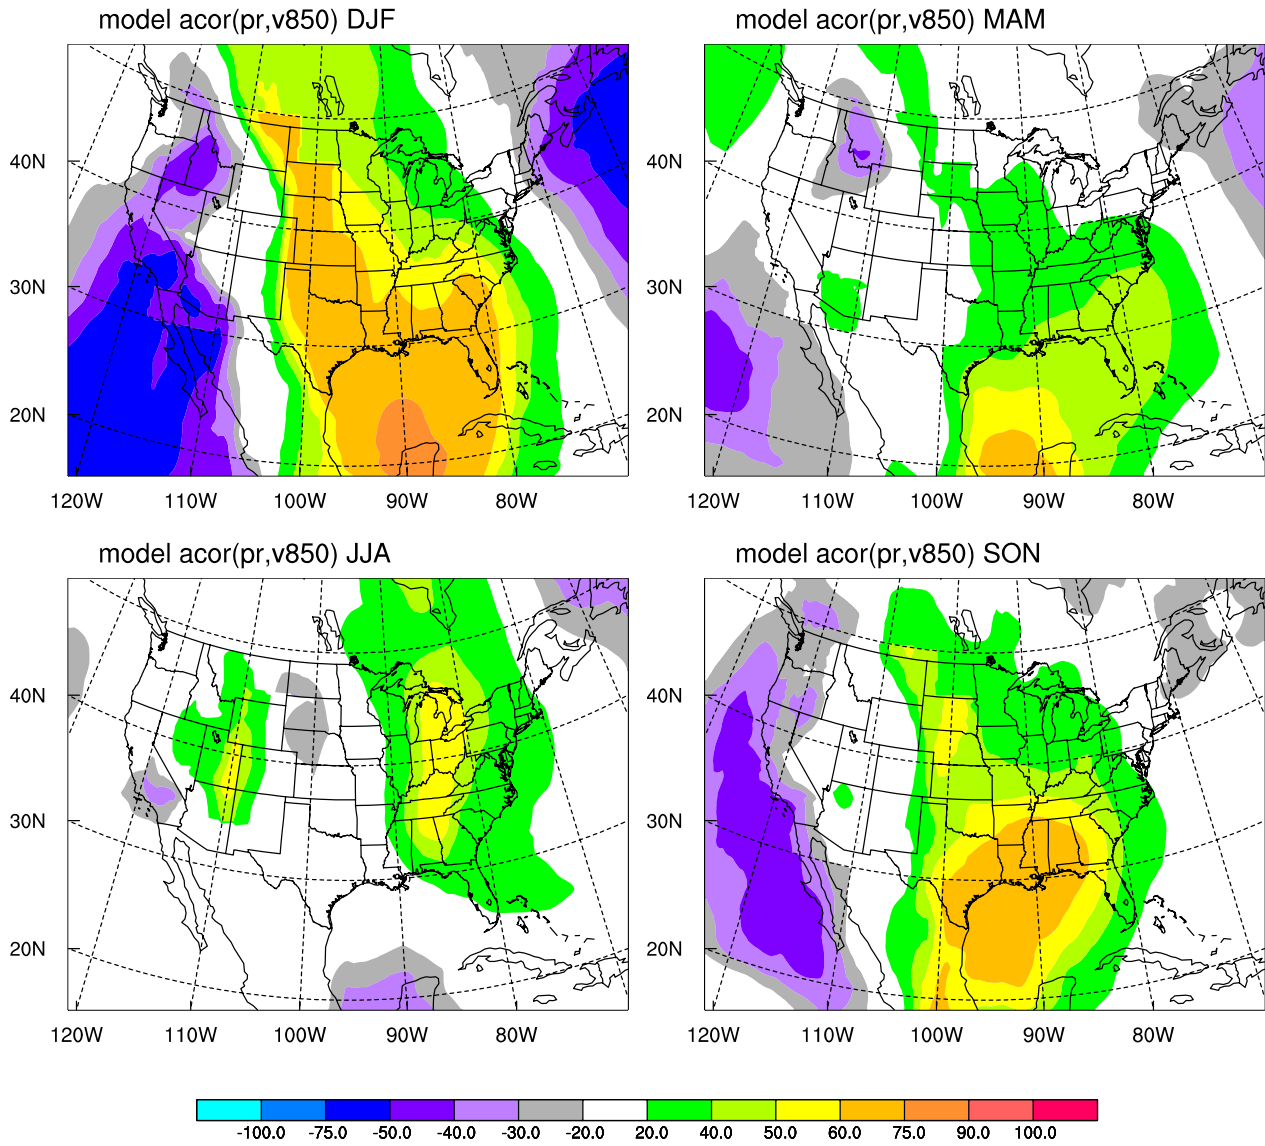 model acor(pr,v850) DJF
model acor(pr,v850) MAM
40N
30N
20N
120W 110W 100W 90W 80W
40N
30N
20N
120W 110W 100W 90W 80W
model acor(pr,v850) JJA
model acor(pr,v850) SON
40N
30N
20N
120W 110W 100W 90W 80W
40N
30N
20N
120W 110W 100W 90W 80W
-100.0 -75.0 -50.0 -40.0 -30.0 -20.0 20.0 40.0 60.0 75.0 90.0 100.0